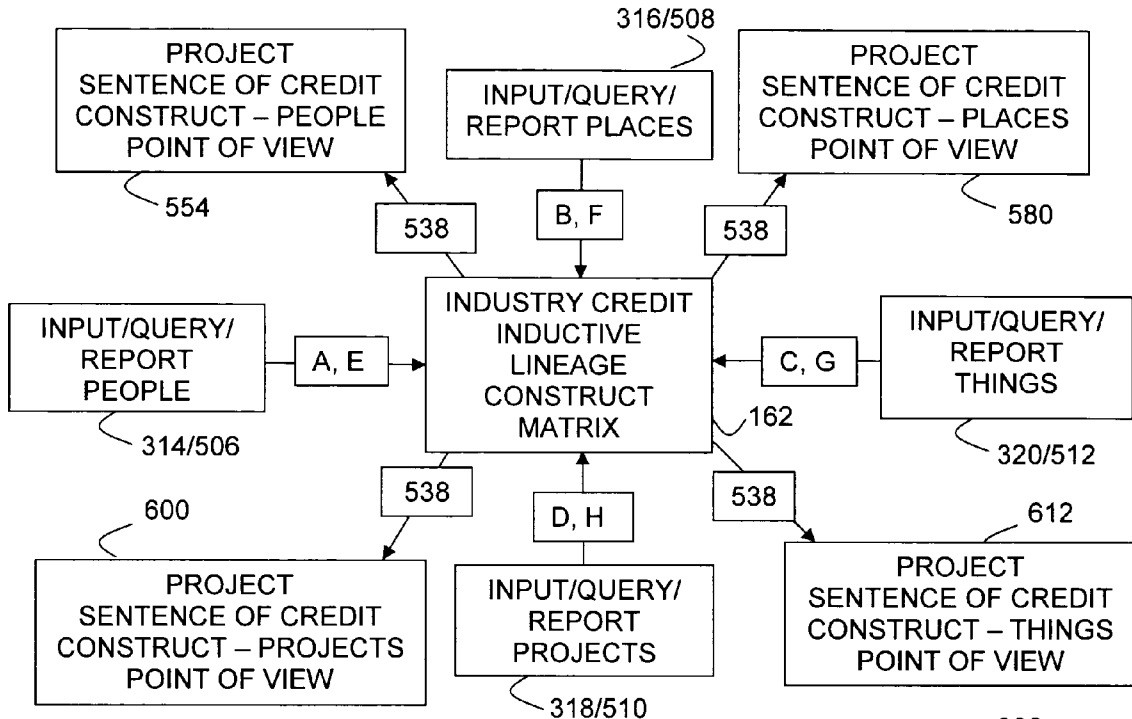 316/508
PROJECT
SENTENCE OF CREDIT
CONSTRUCT – PEOPLE
POINT OF VIEW
554
INPUT/QUERY/
REPORT PLACES
PROJECT
SENTENCE OF CREDIT
CONSTRUCT – PLACES
POINT OF VIEW
580
538
B, F
538
INPUT/QUERY/
REPORT
PEOPLE
314/506
A, E
INDUSTRY CREDIT
INDUCTIVE
LINEAGE
CONSTRUCT
MATRIX
162
C, G
INPUT/QUERY/
REPORT
THINGS
320/512
538
D, H
538
600
PROJECT
SENTENCE OF CREDIT
CONSTRUCT – PROJECTS
POINT OF VIEW
INPUT/QUERY/
REPORT
PROJECTS
318/510
612
PROJECT
SENTENCE OF CREDIT
CONSTRUCT – THINGS
POINT OF VIEW